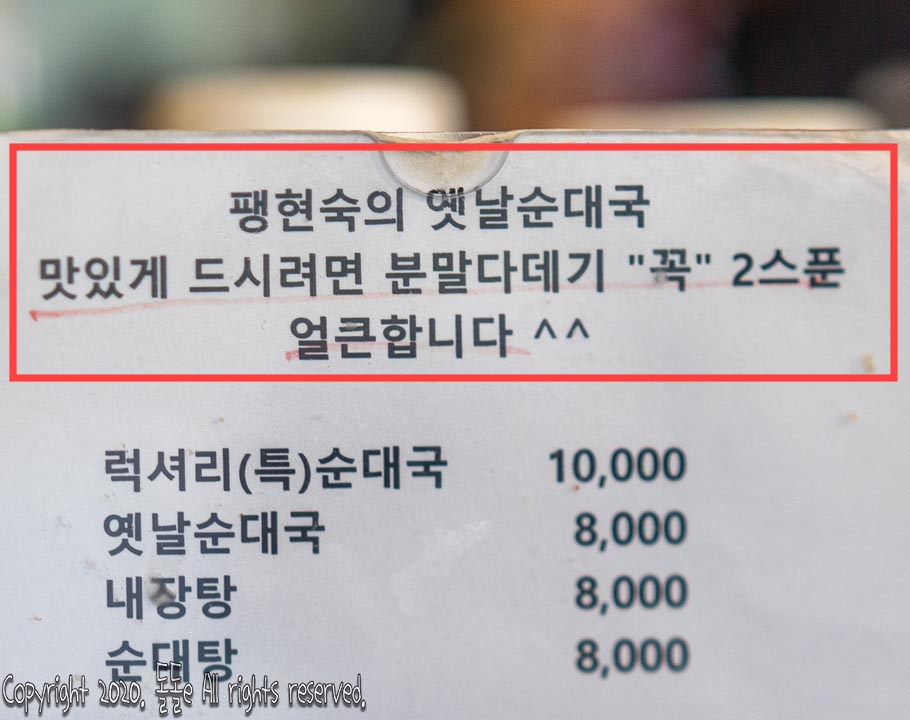 팽현숙의 옛날순대국
맛있게 드시려면 분말다데기 "꼭" 2스푼
얼큰합니다 ^^
럭셔리(특)순대국 10,000
옛날순대국 8,000
내장탕 8,000
순대탕 8,000
Copyright 2020. 둘둘e All rights reserved.